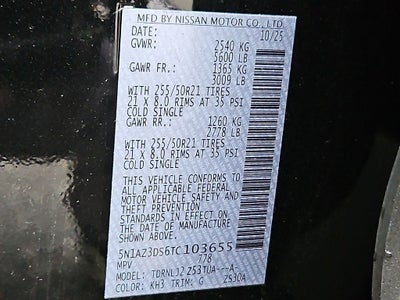 MFD BY NISSAN MOTOR CO., LTD.
DATE: 10/25
GVWR: 2540 KG
5600 LB
GAWR FR.: 1365 KG
3009 LB
WITH 255/50R21 TIRES
21 x 8.0 RIMS AT 35 PSI
COLD SINGLE
GAWR RR.: 1260 KG
2778 LB
WITH 255/50R21 TIRES
21 x 8.0 RIMS AT 35 PSI
COLD SINGLE
THIS VEHICLE CONFORMS TO
ALL APPLICABLE FEDERAL
MOTOR VEHICLE SAFETY AND
THEFT PREVENTION
STANDARDS IN EFFECT ON THE
DATE OF MANUFACTURE
5N1AZ3DS6TC103655
MPV 778
MODEL: TDRNLJ2 Z53TUA---A-
COLOR: KH3 TRIM: G Z530A